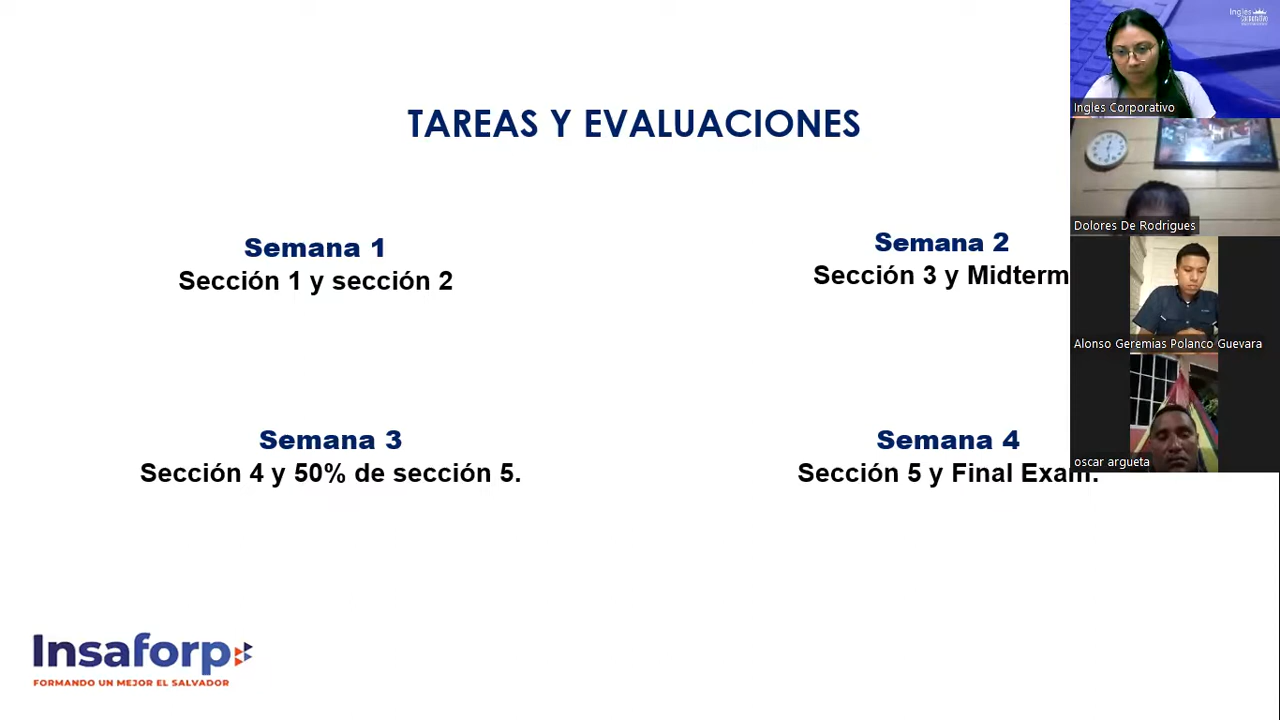 TAREAS Y EVALUACIONES
Semana 1
Sección 1 y sección 2
Semana 2
Sección 3 y Midterm
Semana 3
Sección 4 y 50% de sección 5.
Semana 4
Sección 5 y Final Exam.
Insaforp
FORMANDO UN MEJOR EL SALVADOR
Ingles
corporativo
Ingles Corporativo
Dolores De Rodrigues
Alonso Geremias Polanco Guevara
oscar argueta